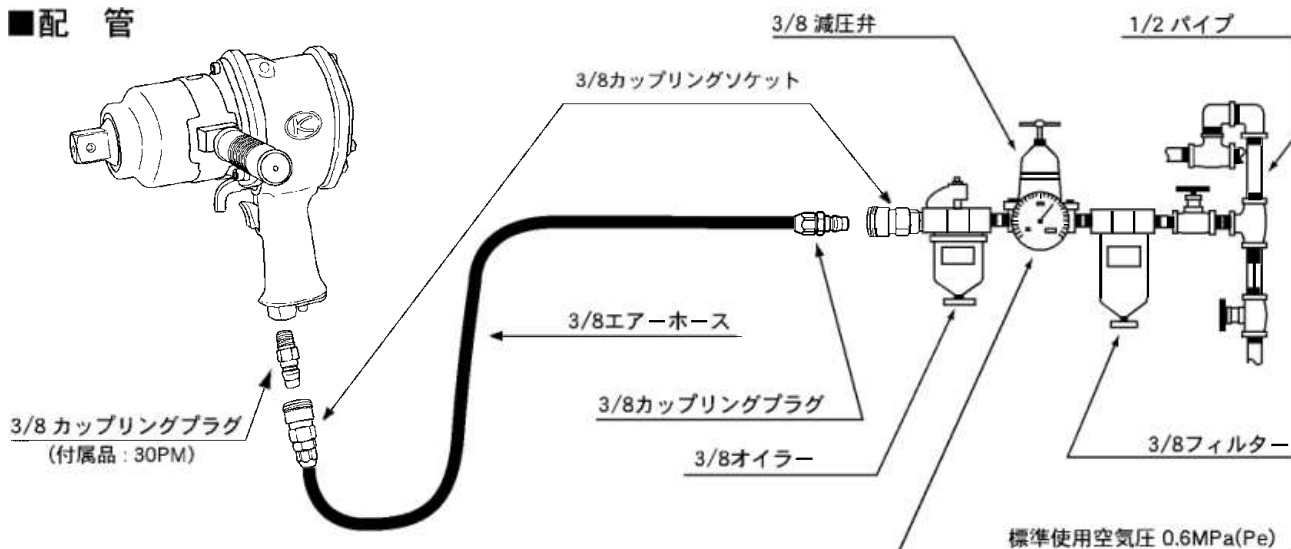 ■配 管
3/8 減圧弁
1/2 パイプ
3/8カップリングソケット
3/8エアーホース
3/8カップリングプラグ
3/8 カップリングプラグ
(付属品 : 30PM)
3/8オイラー
3/8フィルター
標準使用空気圧 0.6MPa(Pe)